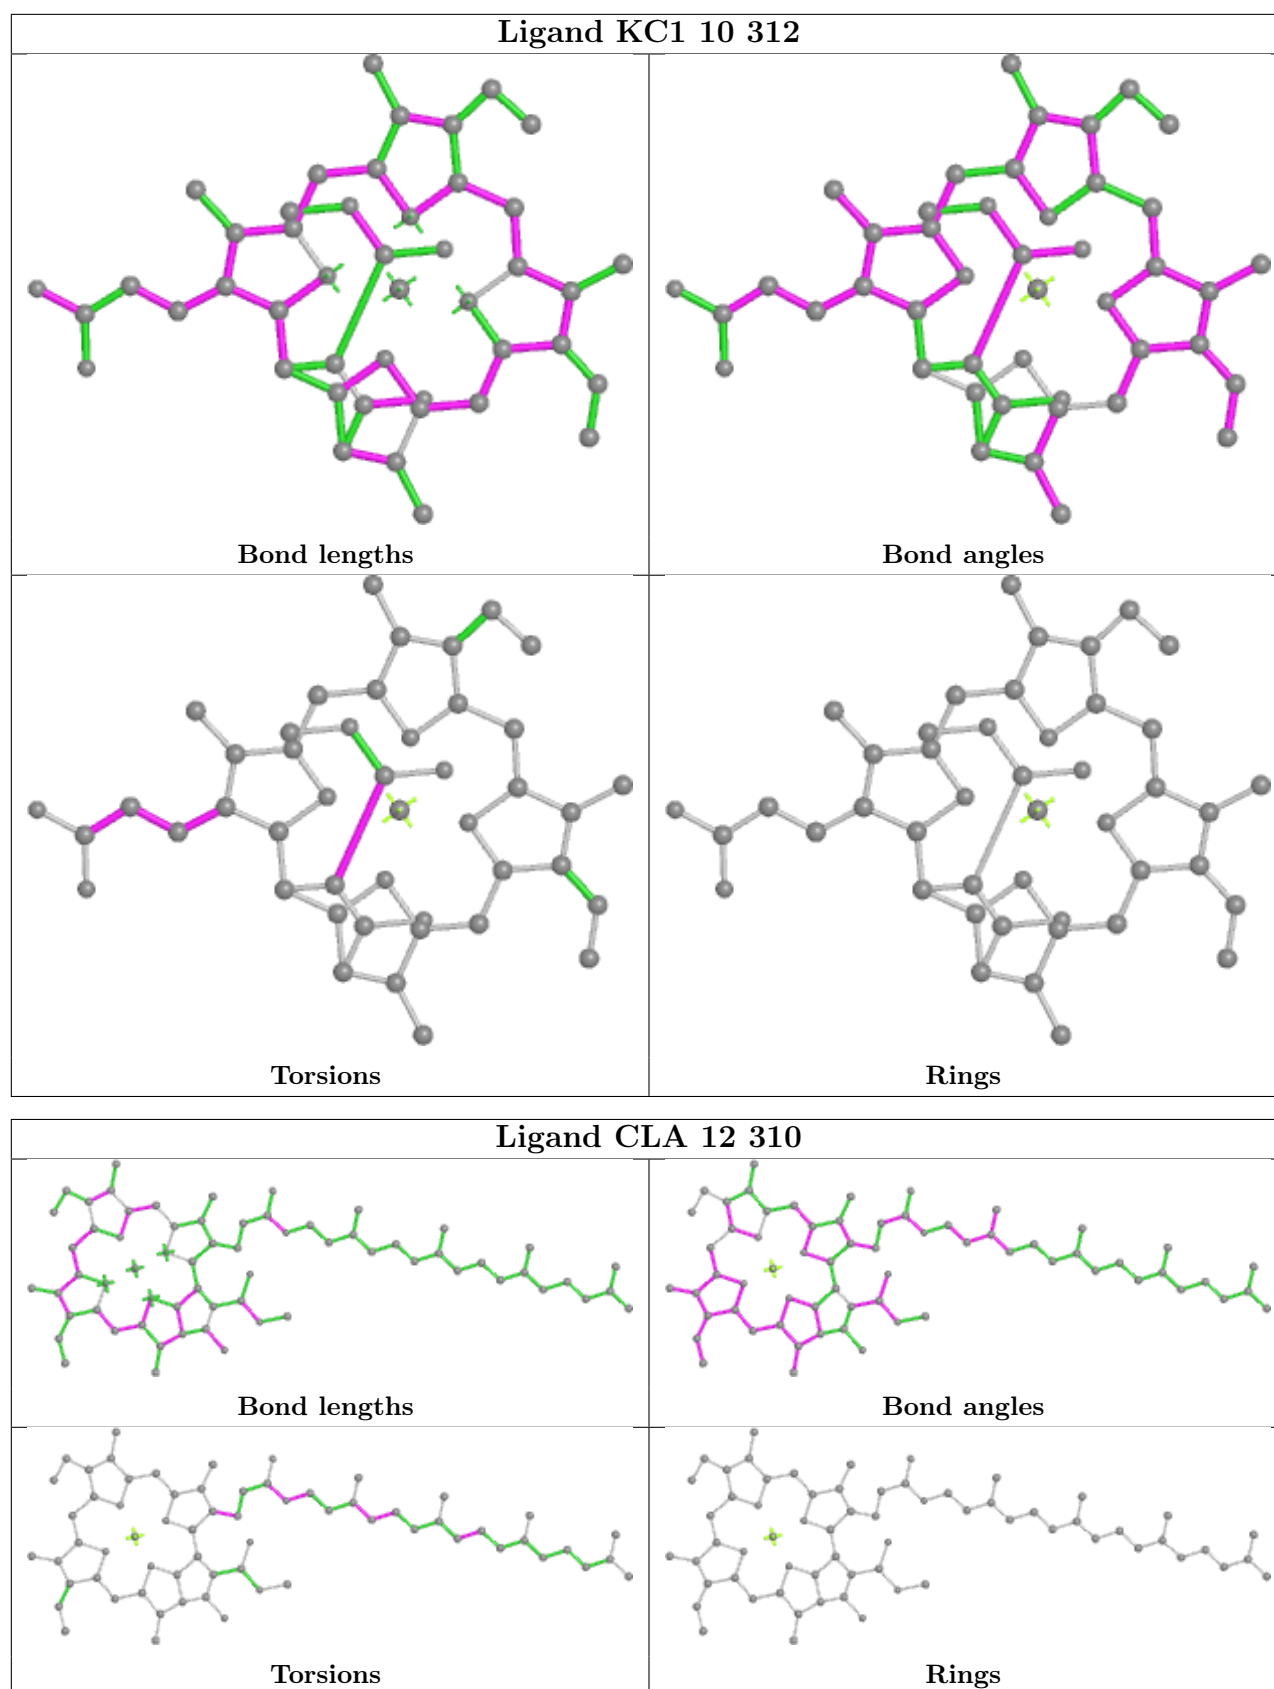 Ligand KC1 10 312
Bond lengths
Bond angles
Torsions
Rings
Ligand CLA 12 310
Bond lengths
Bond angles
Torsions
Rings